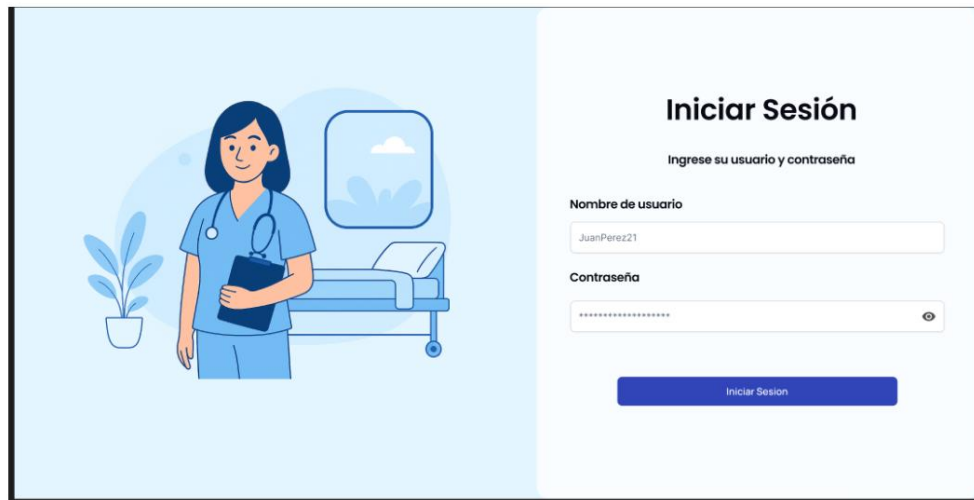 Iniciar Sesión
Ingrese su usuario y contraseña
Nombre de usuario
JuanPerez21
Contraseña
*******************
Iniciar Sesion